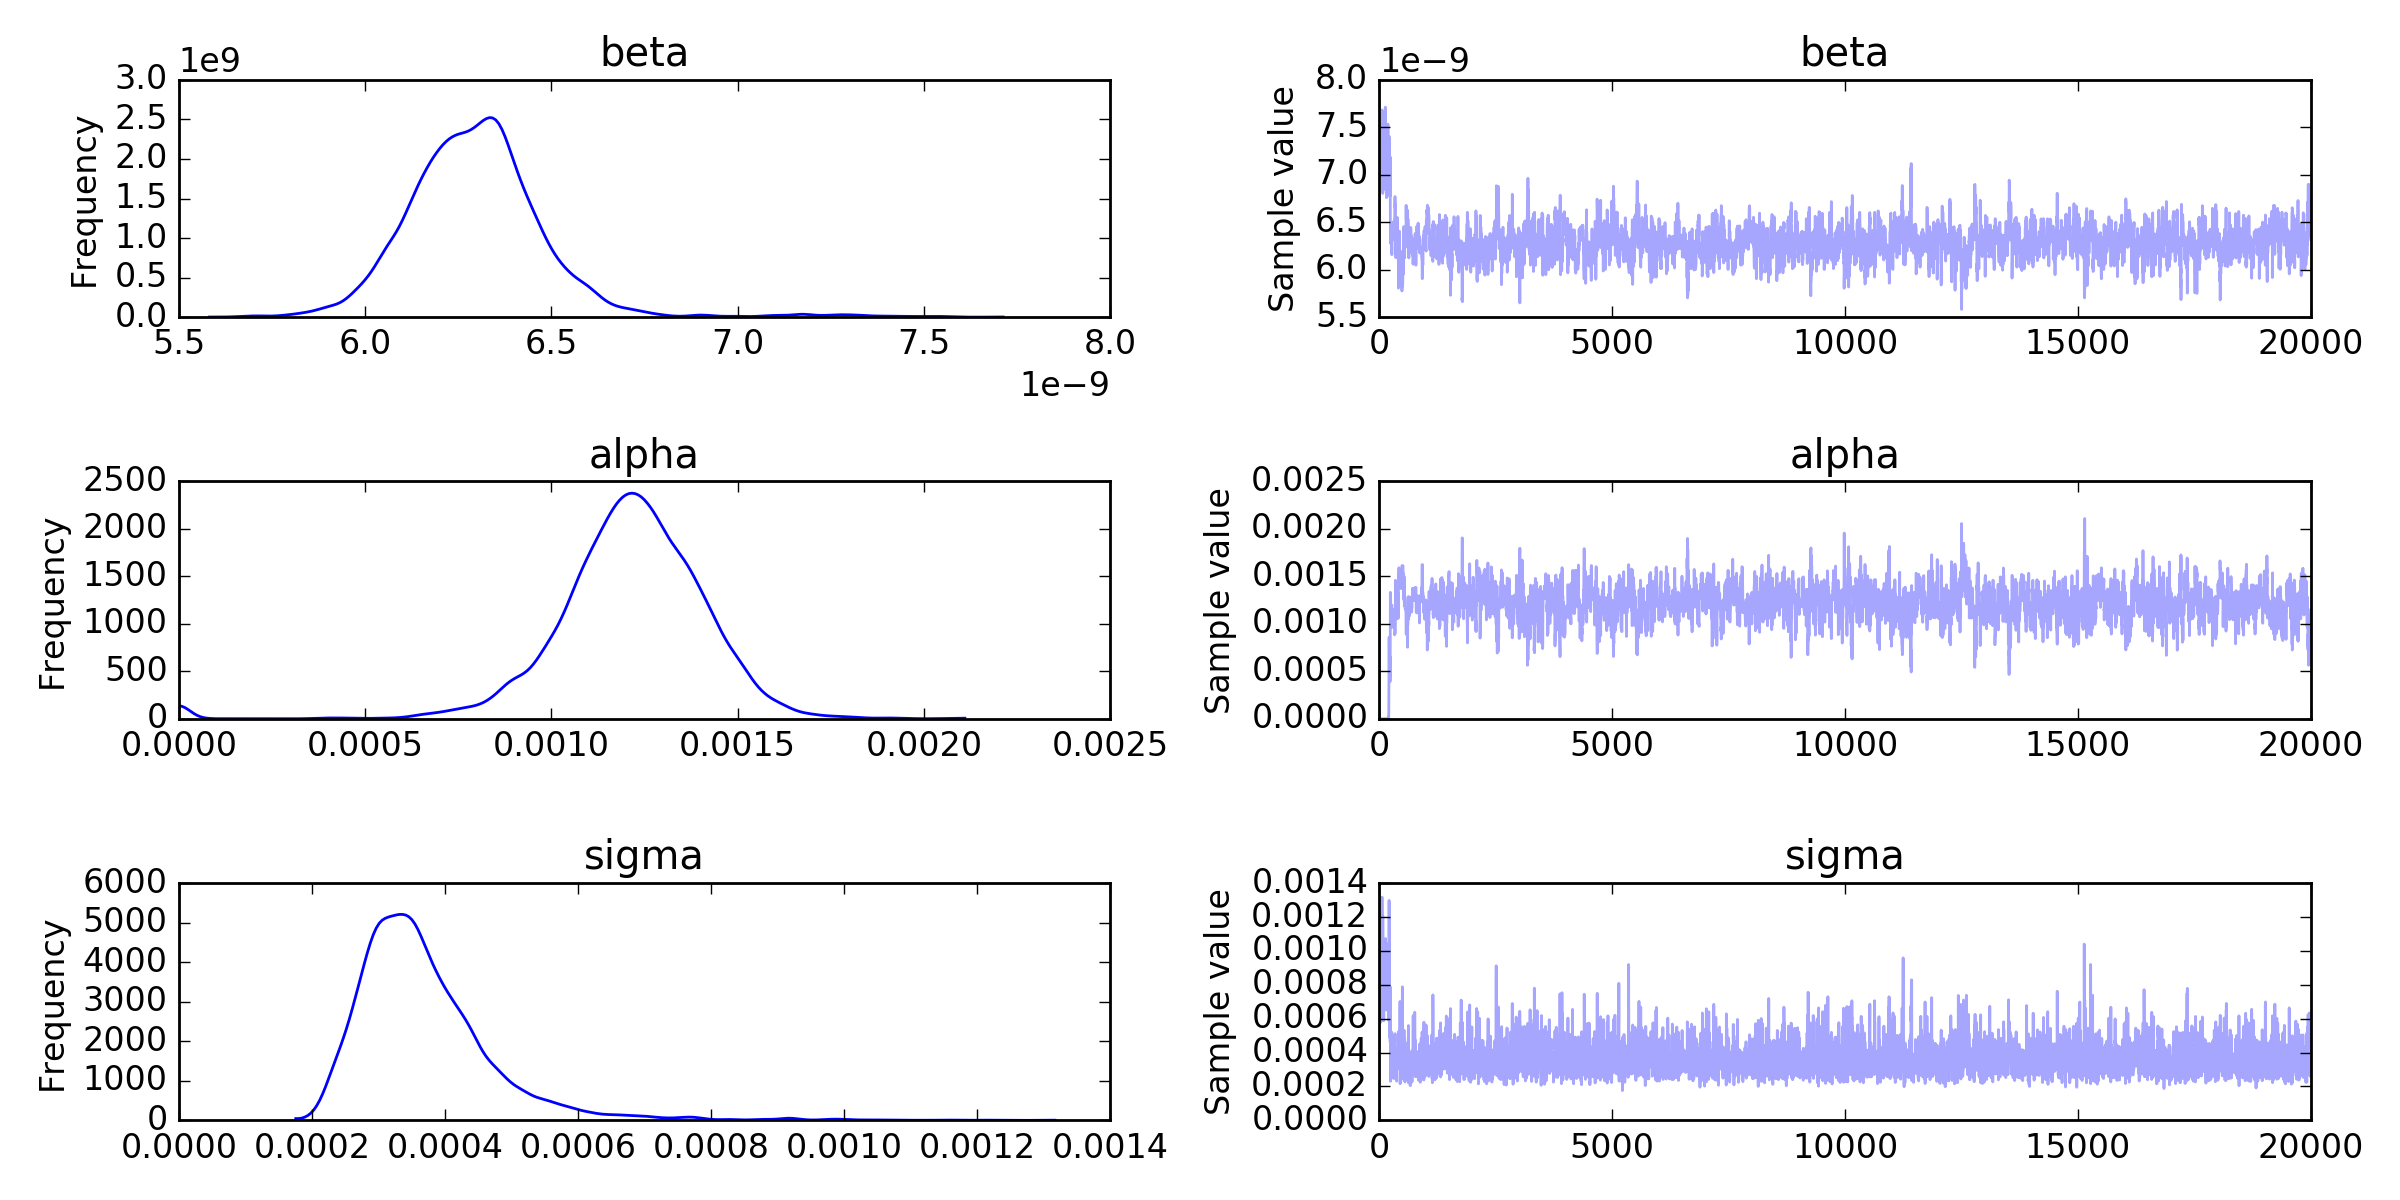 beta
1e9
3.0
2.5
2.0
1.5
1.0
0.5
0.0
Frequency
5.5 6.0 6.5 7.0 7.5 8.0
1e−9
beta
1e−9
8.0
7.5
7.0
6.5
6.0
5.5
Sample value
0 5000 10000 15000 20000
alpha
2500
2000
1500
1000
500
0
Frequency
0.0000 0.0005 0.0010 0.0015 0.0020 0.0025
alpha
0.0025
0.0020
0.0015
0.0010
0.0005
0.0000
Sample value
0 5000 10000 15000 20000
sigma
6000
5000
4000
3000
2000
1000
0
Frequency
0.0000 0.0002 0.0004 0.0006 0.0008 0.0010 0.0012 0.0014
sigma
0.0014
0.0012
0.0010
0.0008
0.0006
0.0004
0.0002
0.0000
Sample value
0 5000 10000 15000 20000